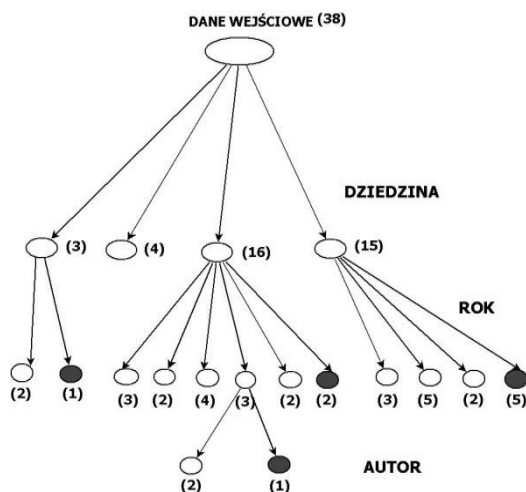 DANE WEJŚCIOWE (38)
DZIEDZINA
(3) (4) (16) (15)
ROK
(2) (1) (3) (2) (4) (3) (2) (2) (3) (5) (2) (5)
(2) (1) AUTOR